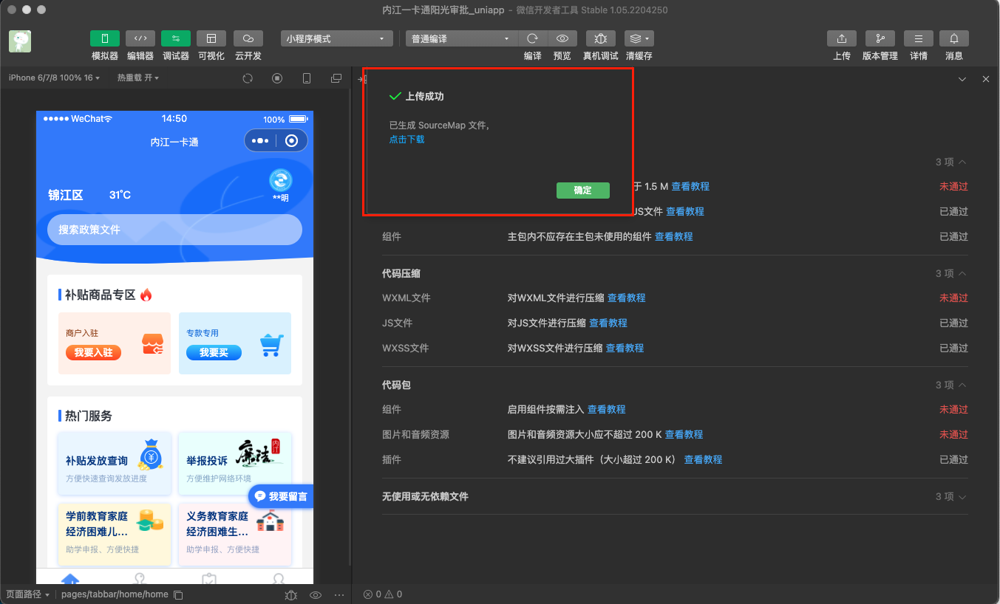 内江一卡通阳光审批_uniapp - 微信开发者工具 Stable 1.05.2204250
模拟器 编辑器 调试器 可视化 云开发
小程序模式
普通编译
编译 预览 真机调试 清缓存
上传 版本管理 详情 消息
iPhone 6/7/8 100% 16
热重载 开
WeChat 14:50 100%
内江一卡通
锦江区 31℃
**明
搜索政策文件
补贴商品专区
商户入驻
我要入驻
专款专用
我要买
热门服务
补贴发放查询
方便快速查询发放进度
举报投诉
方便维护网络环境
廉洁
内江
我要留言
学前教育家庭
经济困难儿...
助学申报、方便快捷
义务教育家庭
经济困难生...
助学申报、方便快捷
页面路径 pages/tabbar/home/home
上传成功
已生成 SourceMap 文件，
点击下载
确定
3 项
于 1.5 M 查看教程 未通过
JS文件 查看教程 已通过
组件 主包内不应存在主包未使用的组件 查看教程 已通过
代码压缩 3 项
WXML文件 对WXML文件进行压缩 查看教程 未通过
JS文件 对JS文件进行压缩 查看教程 已通过
WXSS文件 对WXSS文件进行压缩 查看教程 已通过
代码包 3 项
组件 启用组件按需注入 查看教程 未通过
图片和音频资源 图片和音频资源大小应不超过 200 K 查看教程 未通过
插件 不建议引用过大插件（大小超过 200 K） 查看教程 已通过
无使用或无依赖文件 3 项
0 0